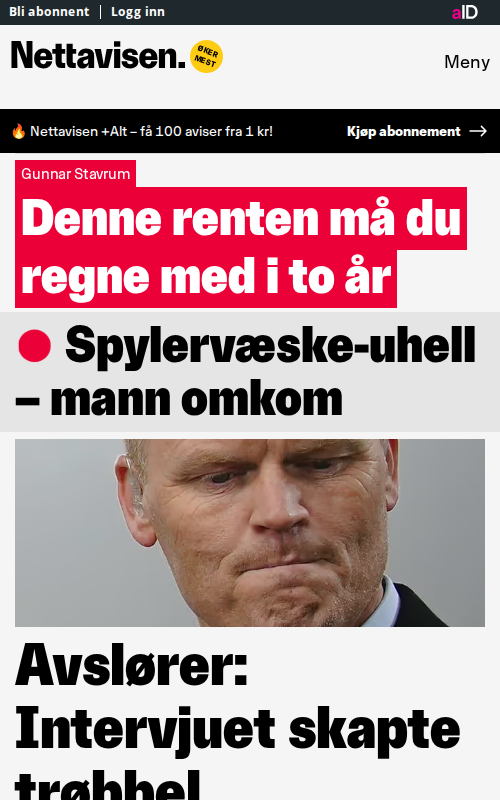 Bli abonnent | Logg inn
aID
Nettavisen.
ØKER
MEST
Meny
🔥 Nettavisen +Alt – få 100 aviser fra 1 kr!
Kjøp abonnement →
Gunnar Stavrum
Denne renten må du
regne med i to år
Spylervæske-uhell
– mann omkom
Avslører:
Intervjuet skapte
trøbbel